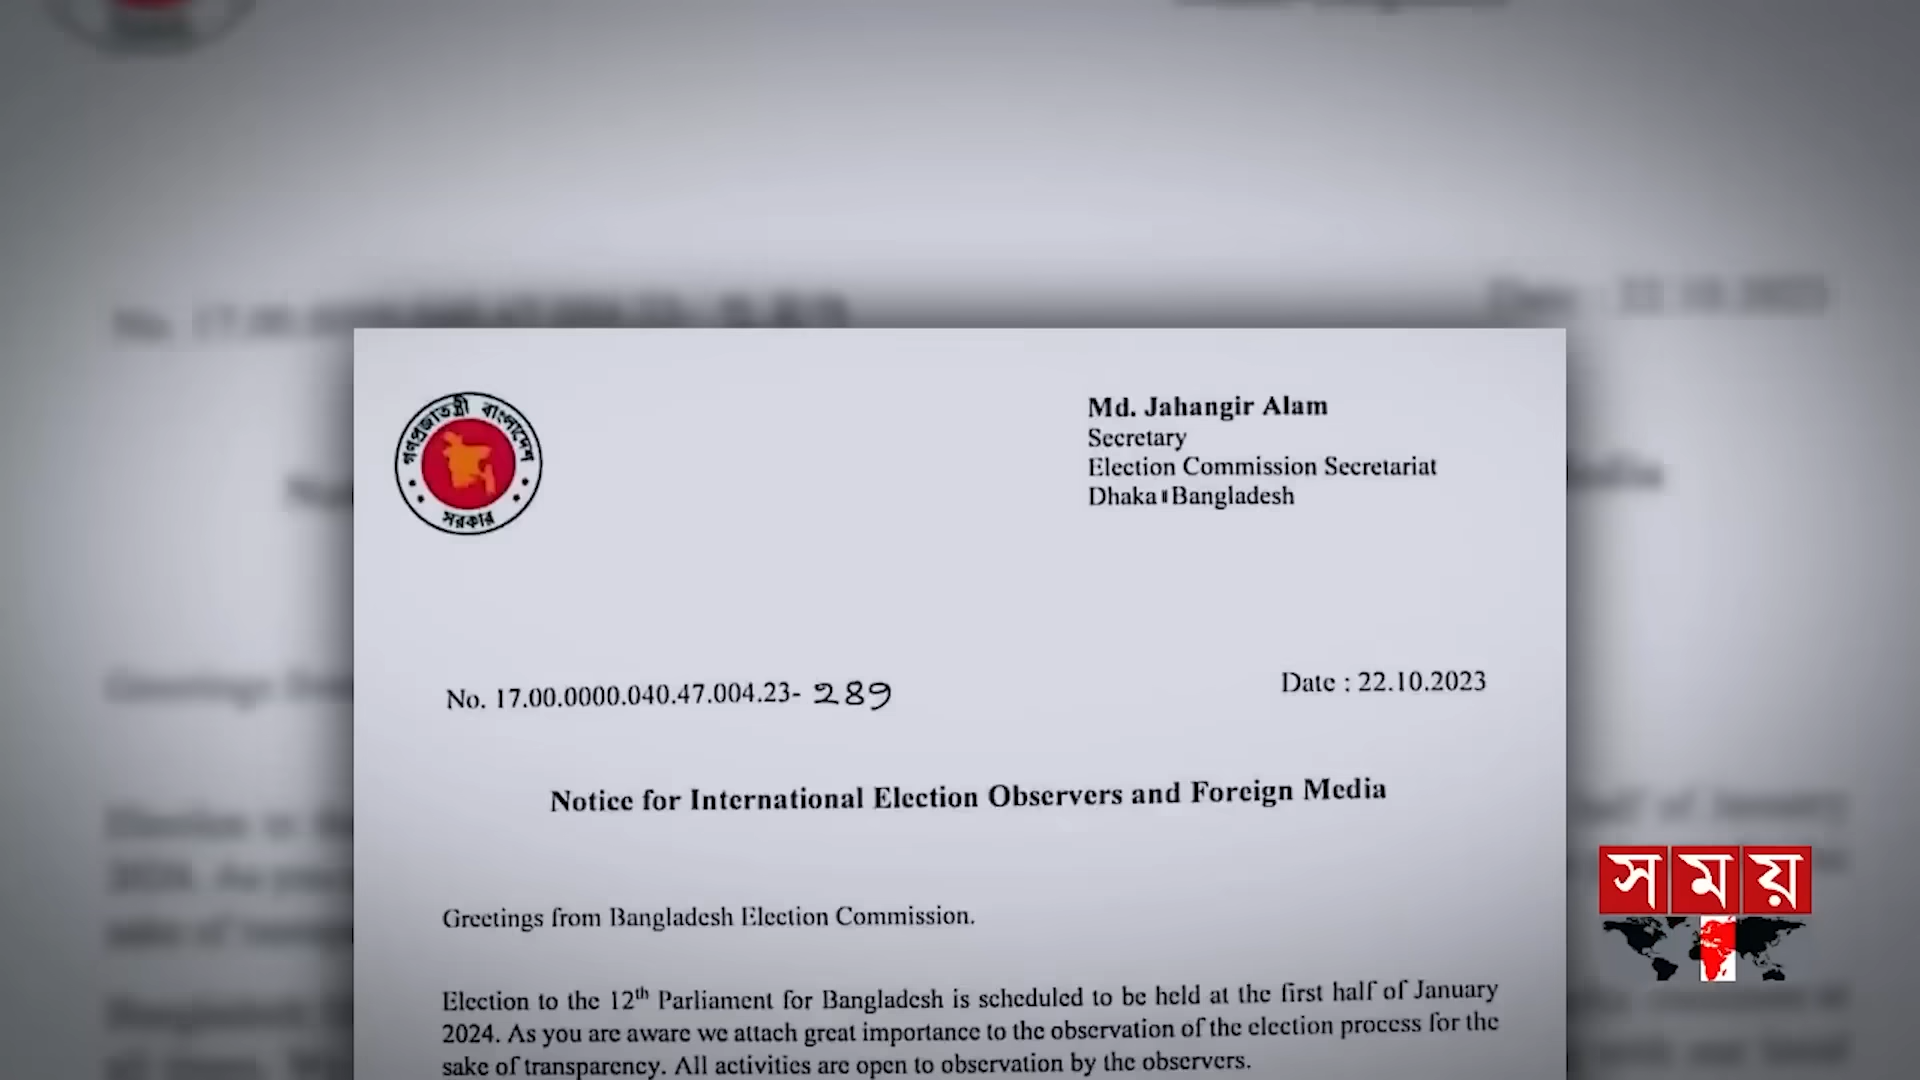 গণপ্রজাতন্ত্রী বাংলাদেশ
সরকার
Md. Jahangir Alam
Secretary
Election Commission Secretariat
Dhaka।Bangladesh
No. 17.00.0000.040.47.004.23- 289
Date : 22.10.2023
Notice for International Election Observers and Foreign Media
Greetings from Bangladesh Election Commission.
Election to the 12th Parliament for Bangladesh is scheduled to be held at the first half of January
2024. As you are aware we attach great importance to the observation of the election process for the
sake of transparency. All activities are open to observation by the observers.
সময়